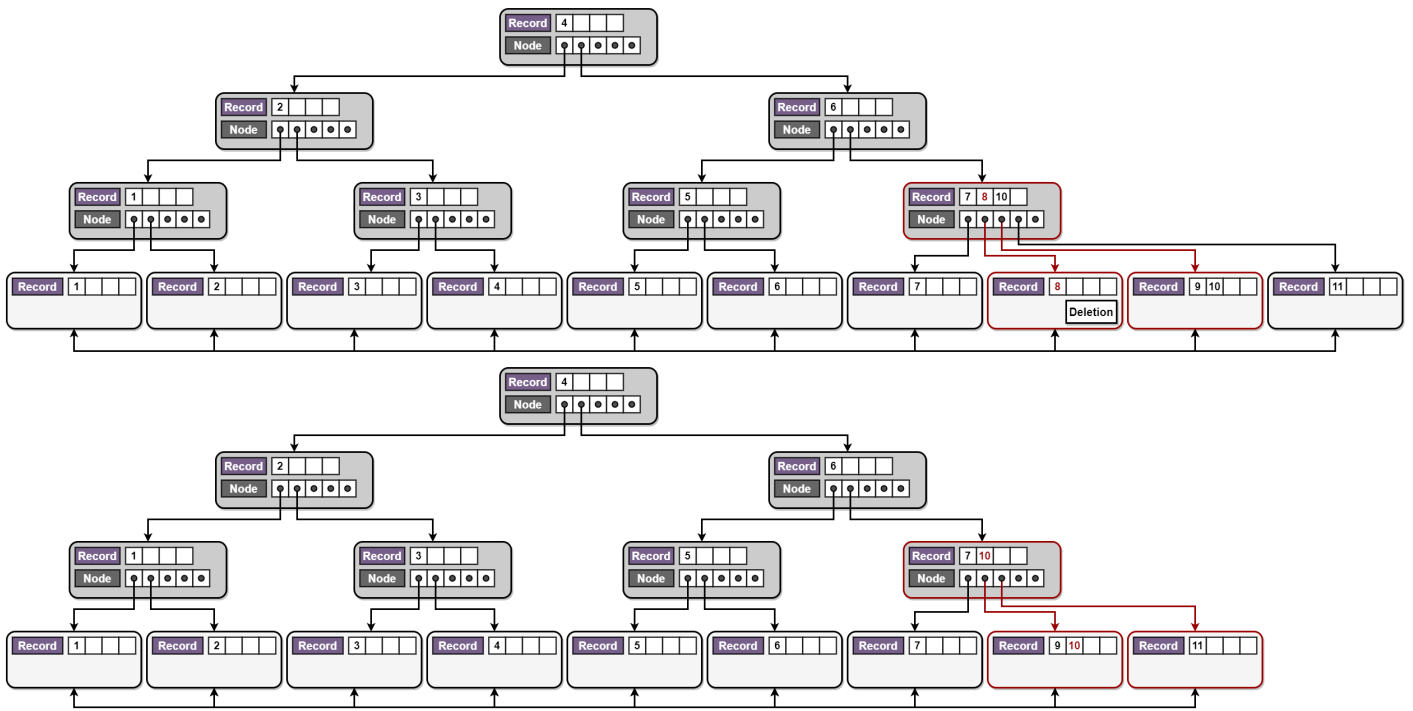 Record 4
Node
Record 2
Node
Record 6
Node
Record 1
Node
Record 3
Node
Record 5
Node
Record 7 8 10
Node
Record 1
Record 2
Record 3
Record 4
Record 5
Record 6
Record 7
Record 8
Deletion
Record 9 10
Record 11
Record 4
Node
Record 2
Node
Record 6
Node
Record 1
Node
Record 3
Node
Record 5
Node
Record 7 10
Node
Record 1
Record 2
Record 3
Record 4
Record 5
Record 6
Record 7
Record 9 10
Record 11